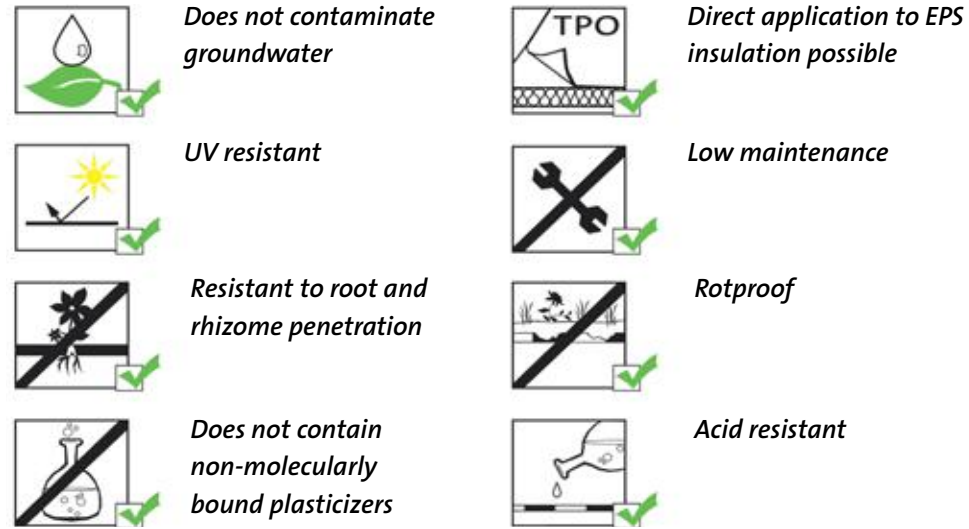 Does not contaminate
groundwater
TPO
Direct application to EPS
insulation possible
UV resistant
Low maintenance
Resistant to root and
rhizome penetration
Rotproof
Does not contain
non-molecularly
bound plasticizers
Acid resistant